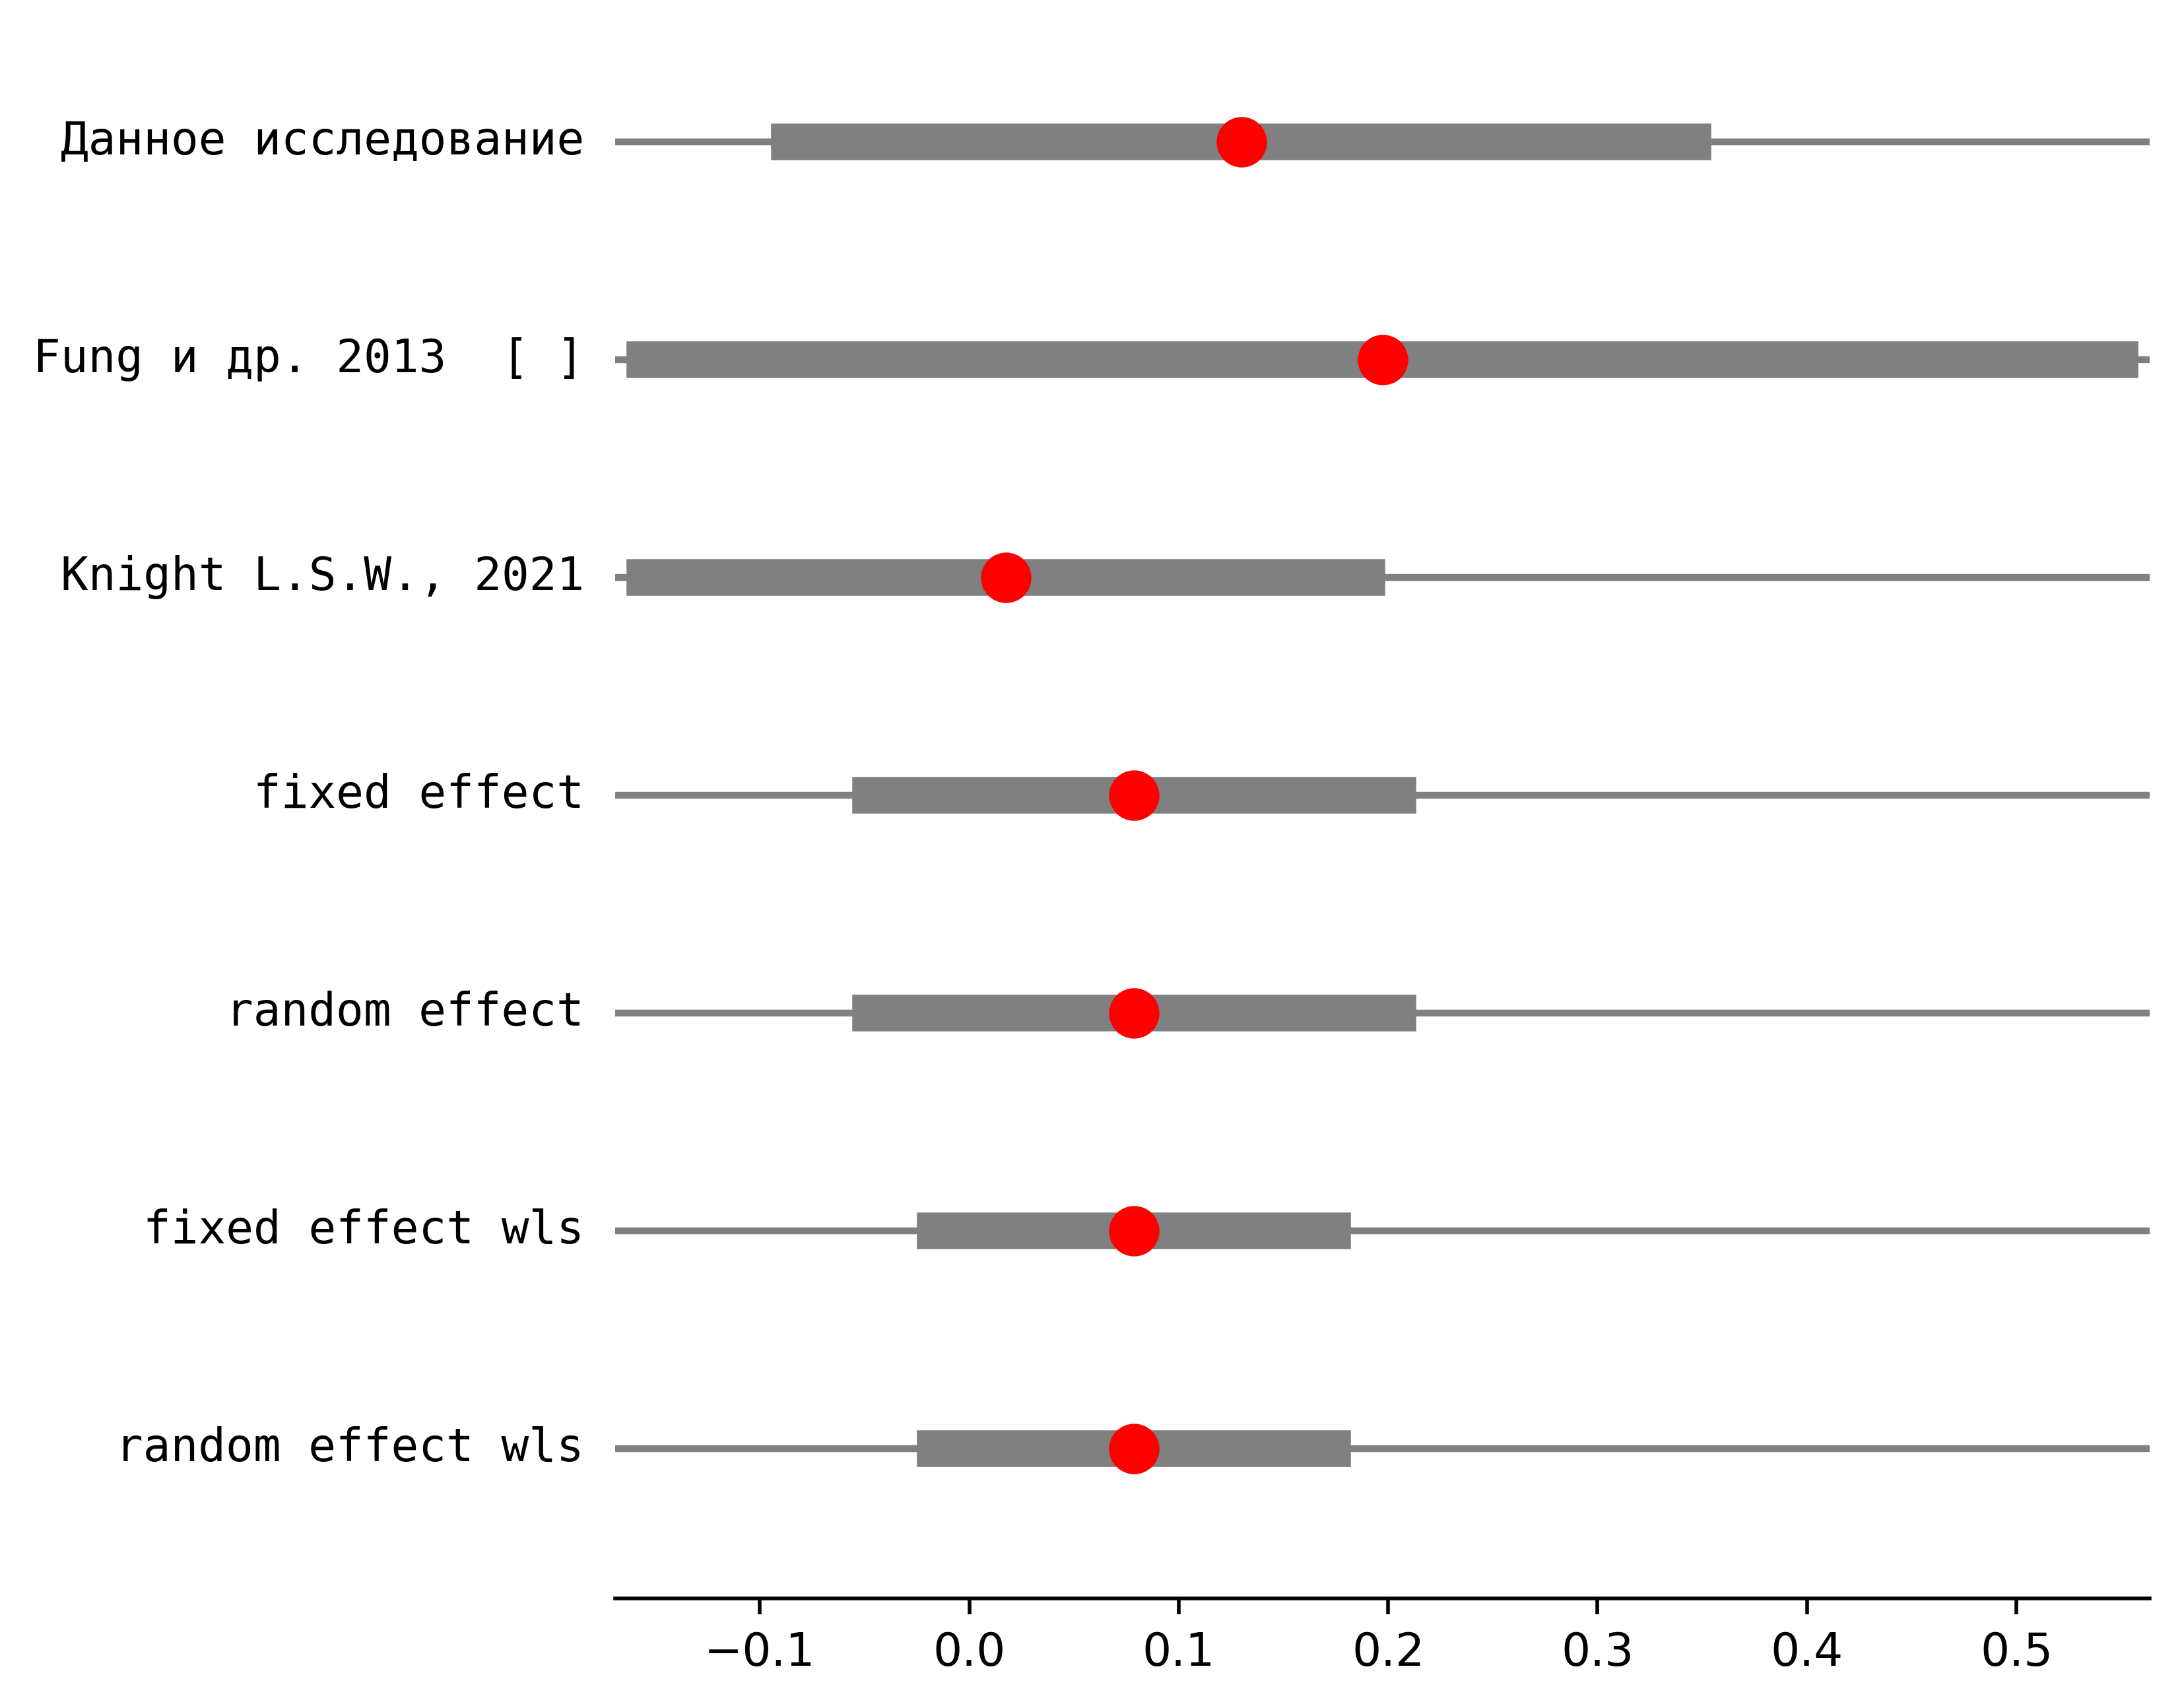 Данное исследование
Fung и др. 2013 [ ]
Knight L.S.W., 2021
fixed effect
random effect
fixed effect wls
random effect wls
−0.1 0.0 0.1 0.2 0.3 0.4 0.5